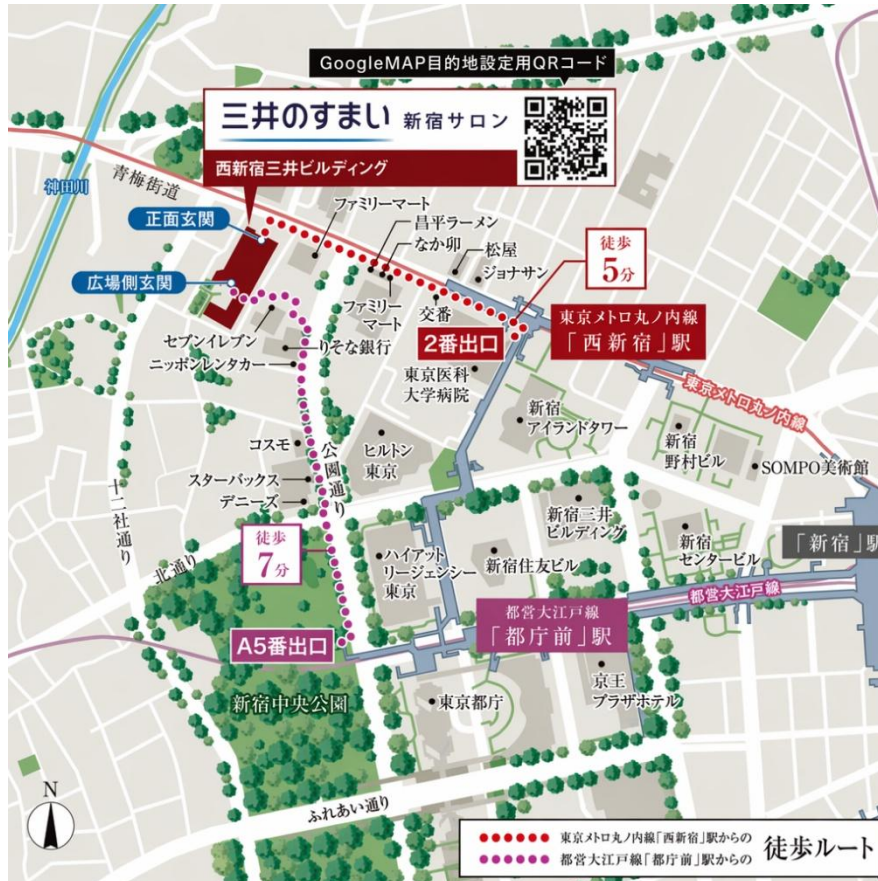 GoogleMAP目的地設定用QRコード
三井のすまい 新宿サロン
西新宿三井ビルディング
神田川
青梅街道
正面玄関
広場側玄関
ファミリーマート
昌平ラーメン
なか卯
松屋
ジョナサン
徒歩
5分
ファミリー
マート
交番
2番出口
東京メトロ丸ノ内線
「西新宿」駅
セブンイレブン
りそな銀行
ニッポンレンタカー
東京医科
大学病院
東京メトロ丸ノ内線
新宿
アイランドタワー
新宿
野村ビル
SOMPO美術館
コスモ
ヒルトン
東京
公園通り
スターバックス
デニーズ
十二社通り
北通り
新宿三井
ビルディング
徒歩
7分
ハイアット
リージェンシー
東京
新宿住友ビル
新宿
センタービル
「新宿」駅
都営大江戸線
都営大江戸線
「都庁前」駅
A5番出口
新宿中央公園
東京都庁
京王
プラザホテル
ふれあい通り
N
東京メトロ丸ノ内線「西新宿」駅からの
都営大江戸線「都庁前」駅からの
徒歩ルート